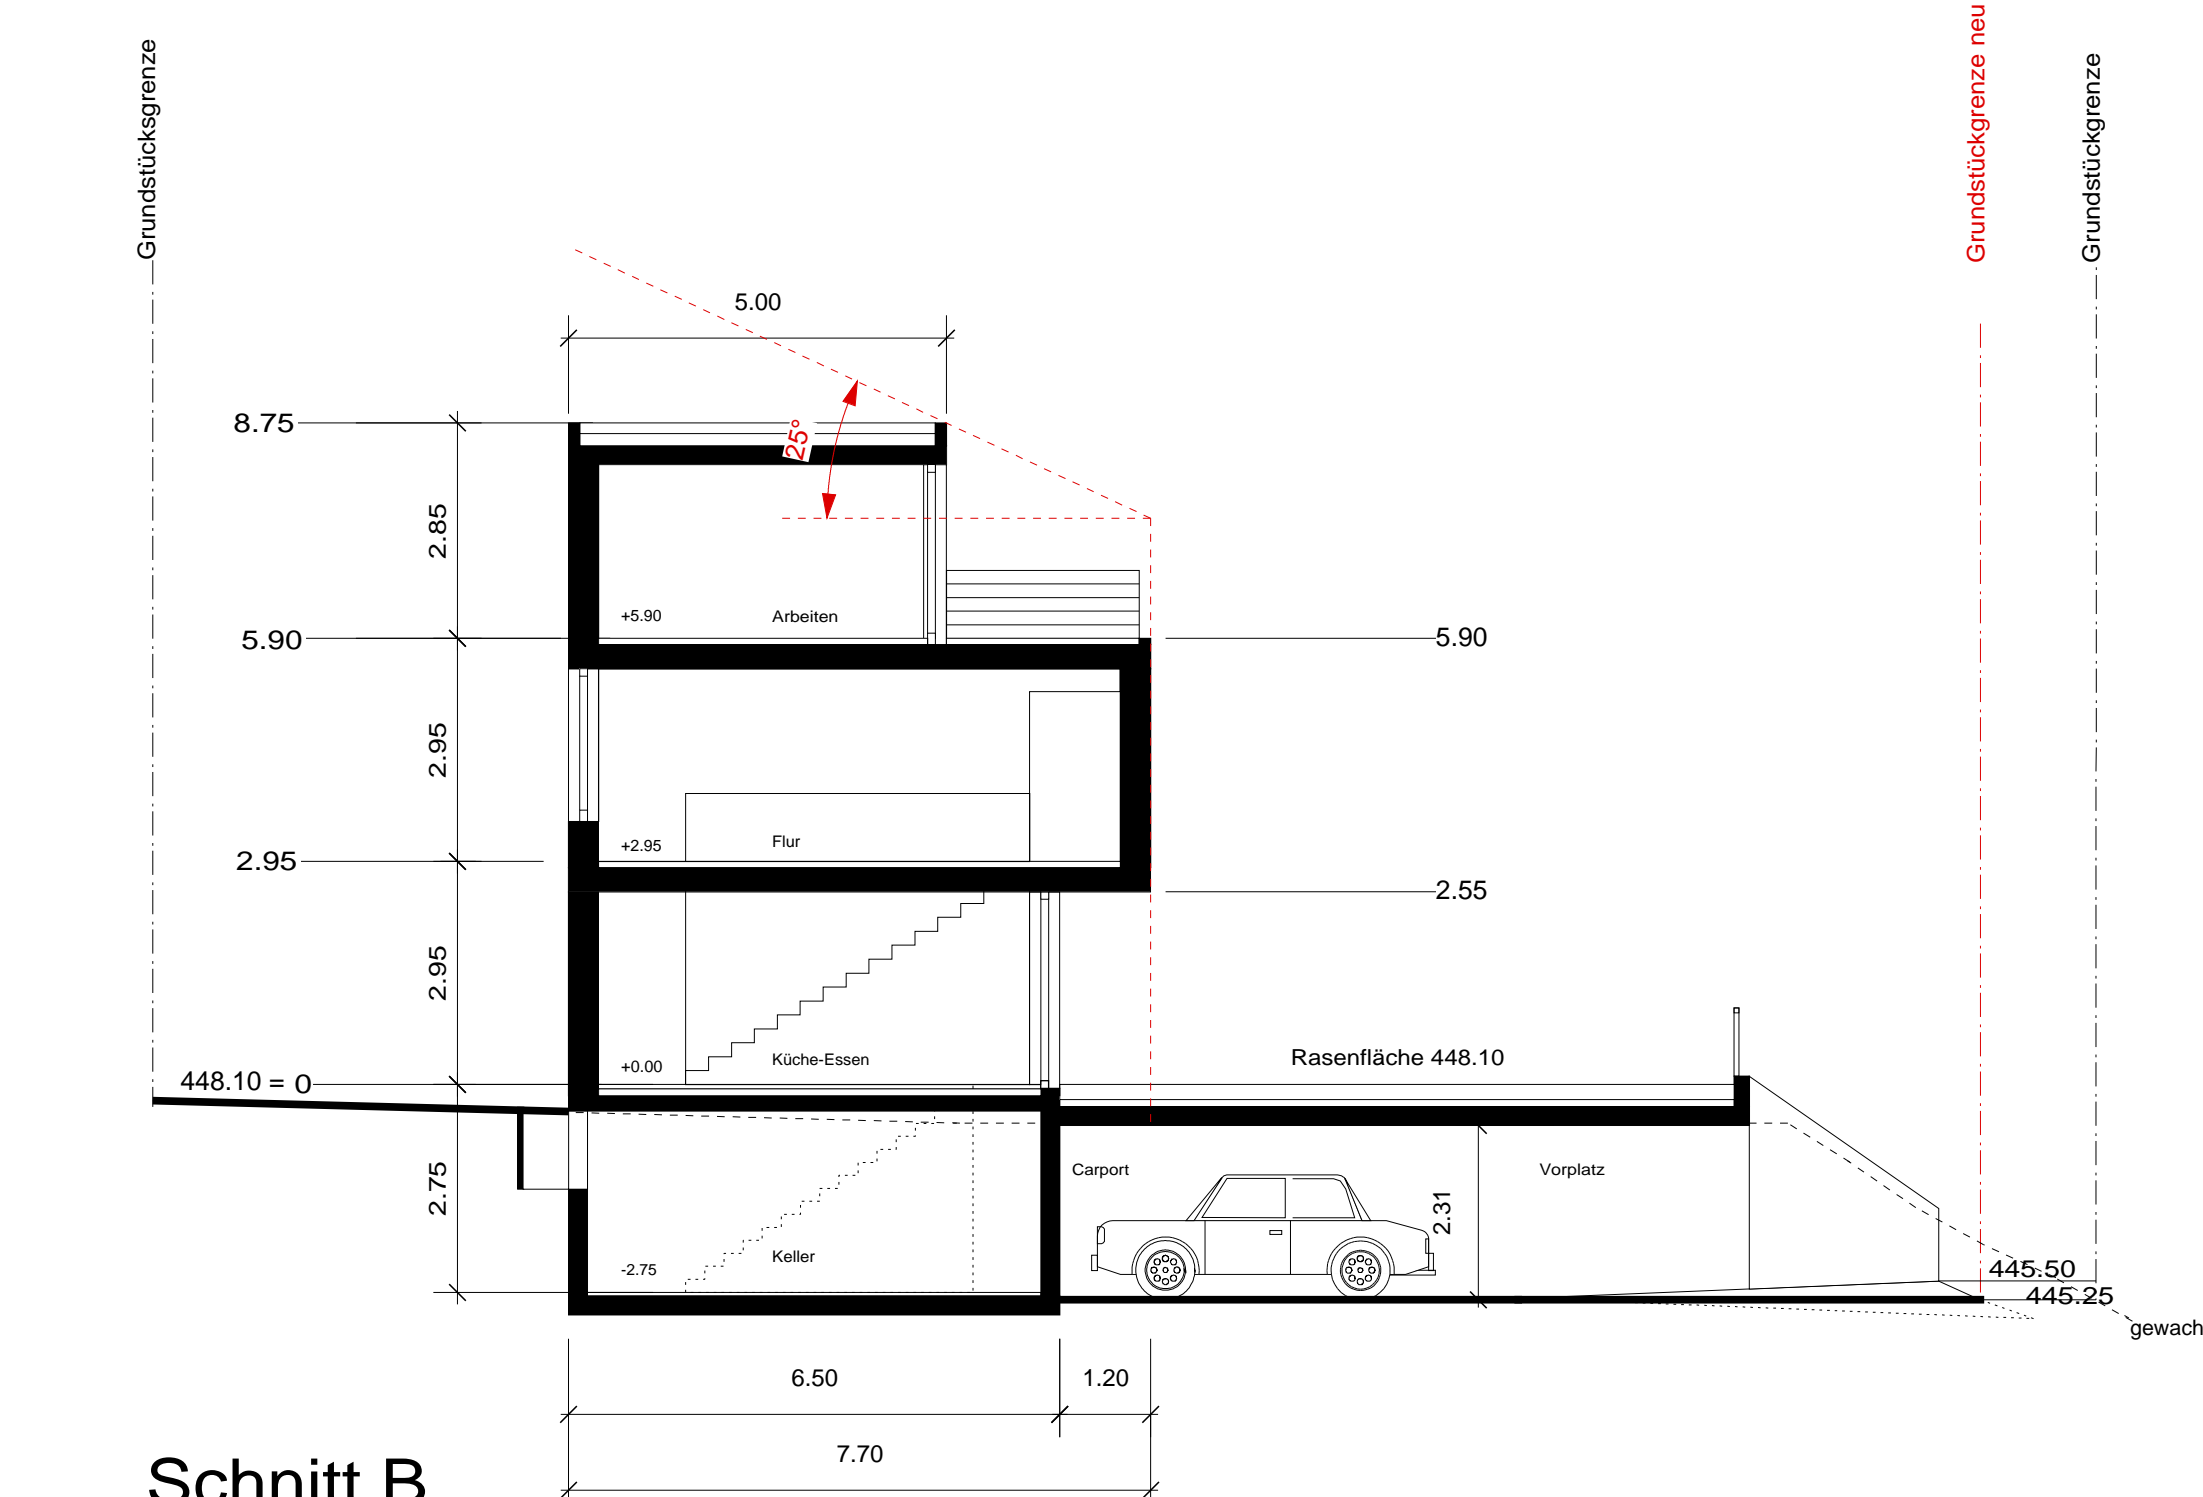 Grundstücksgrenze
Grundstückgrenze neu
Grundstückgrenze
5.00
8.75
25°
2.85
+5.90
Arbeiten
5.90
5.90
2.95
+2.95
Flur
2.95
2.55
2.95
+0.00
Küche-Essen
Rasenfläche 448.10
448.10 = 0
2.75
Carport
Vorplatz
2.31
-2.75
Keller
445.50
445.25
gewach
6.50
1.20
7.70
Schnitt B